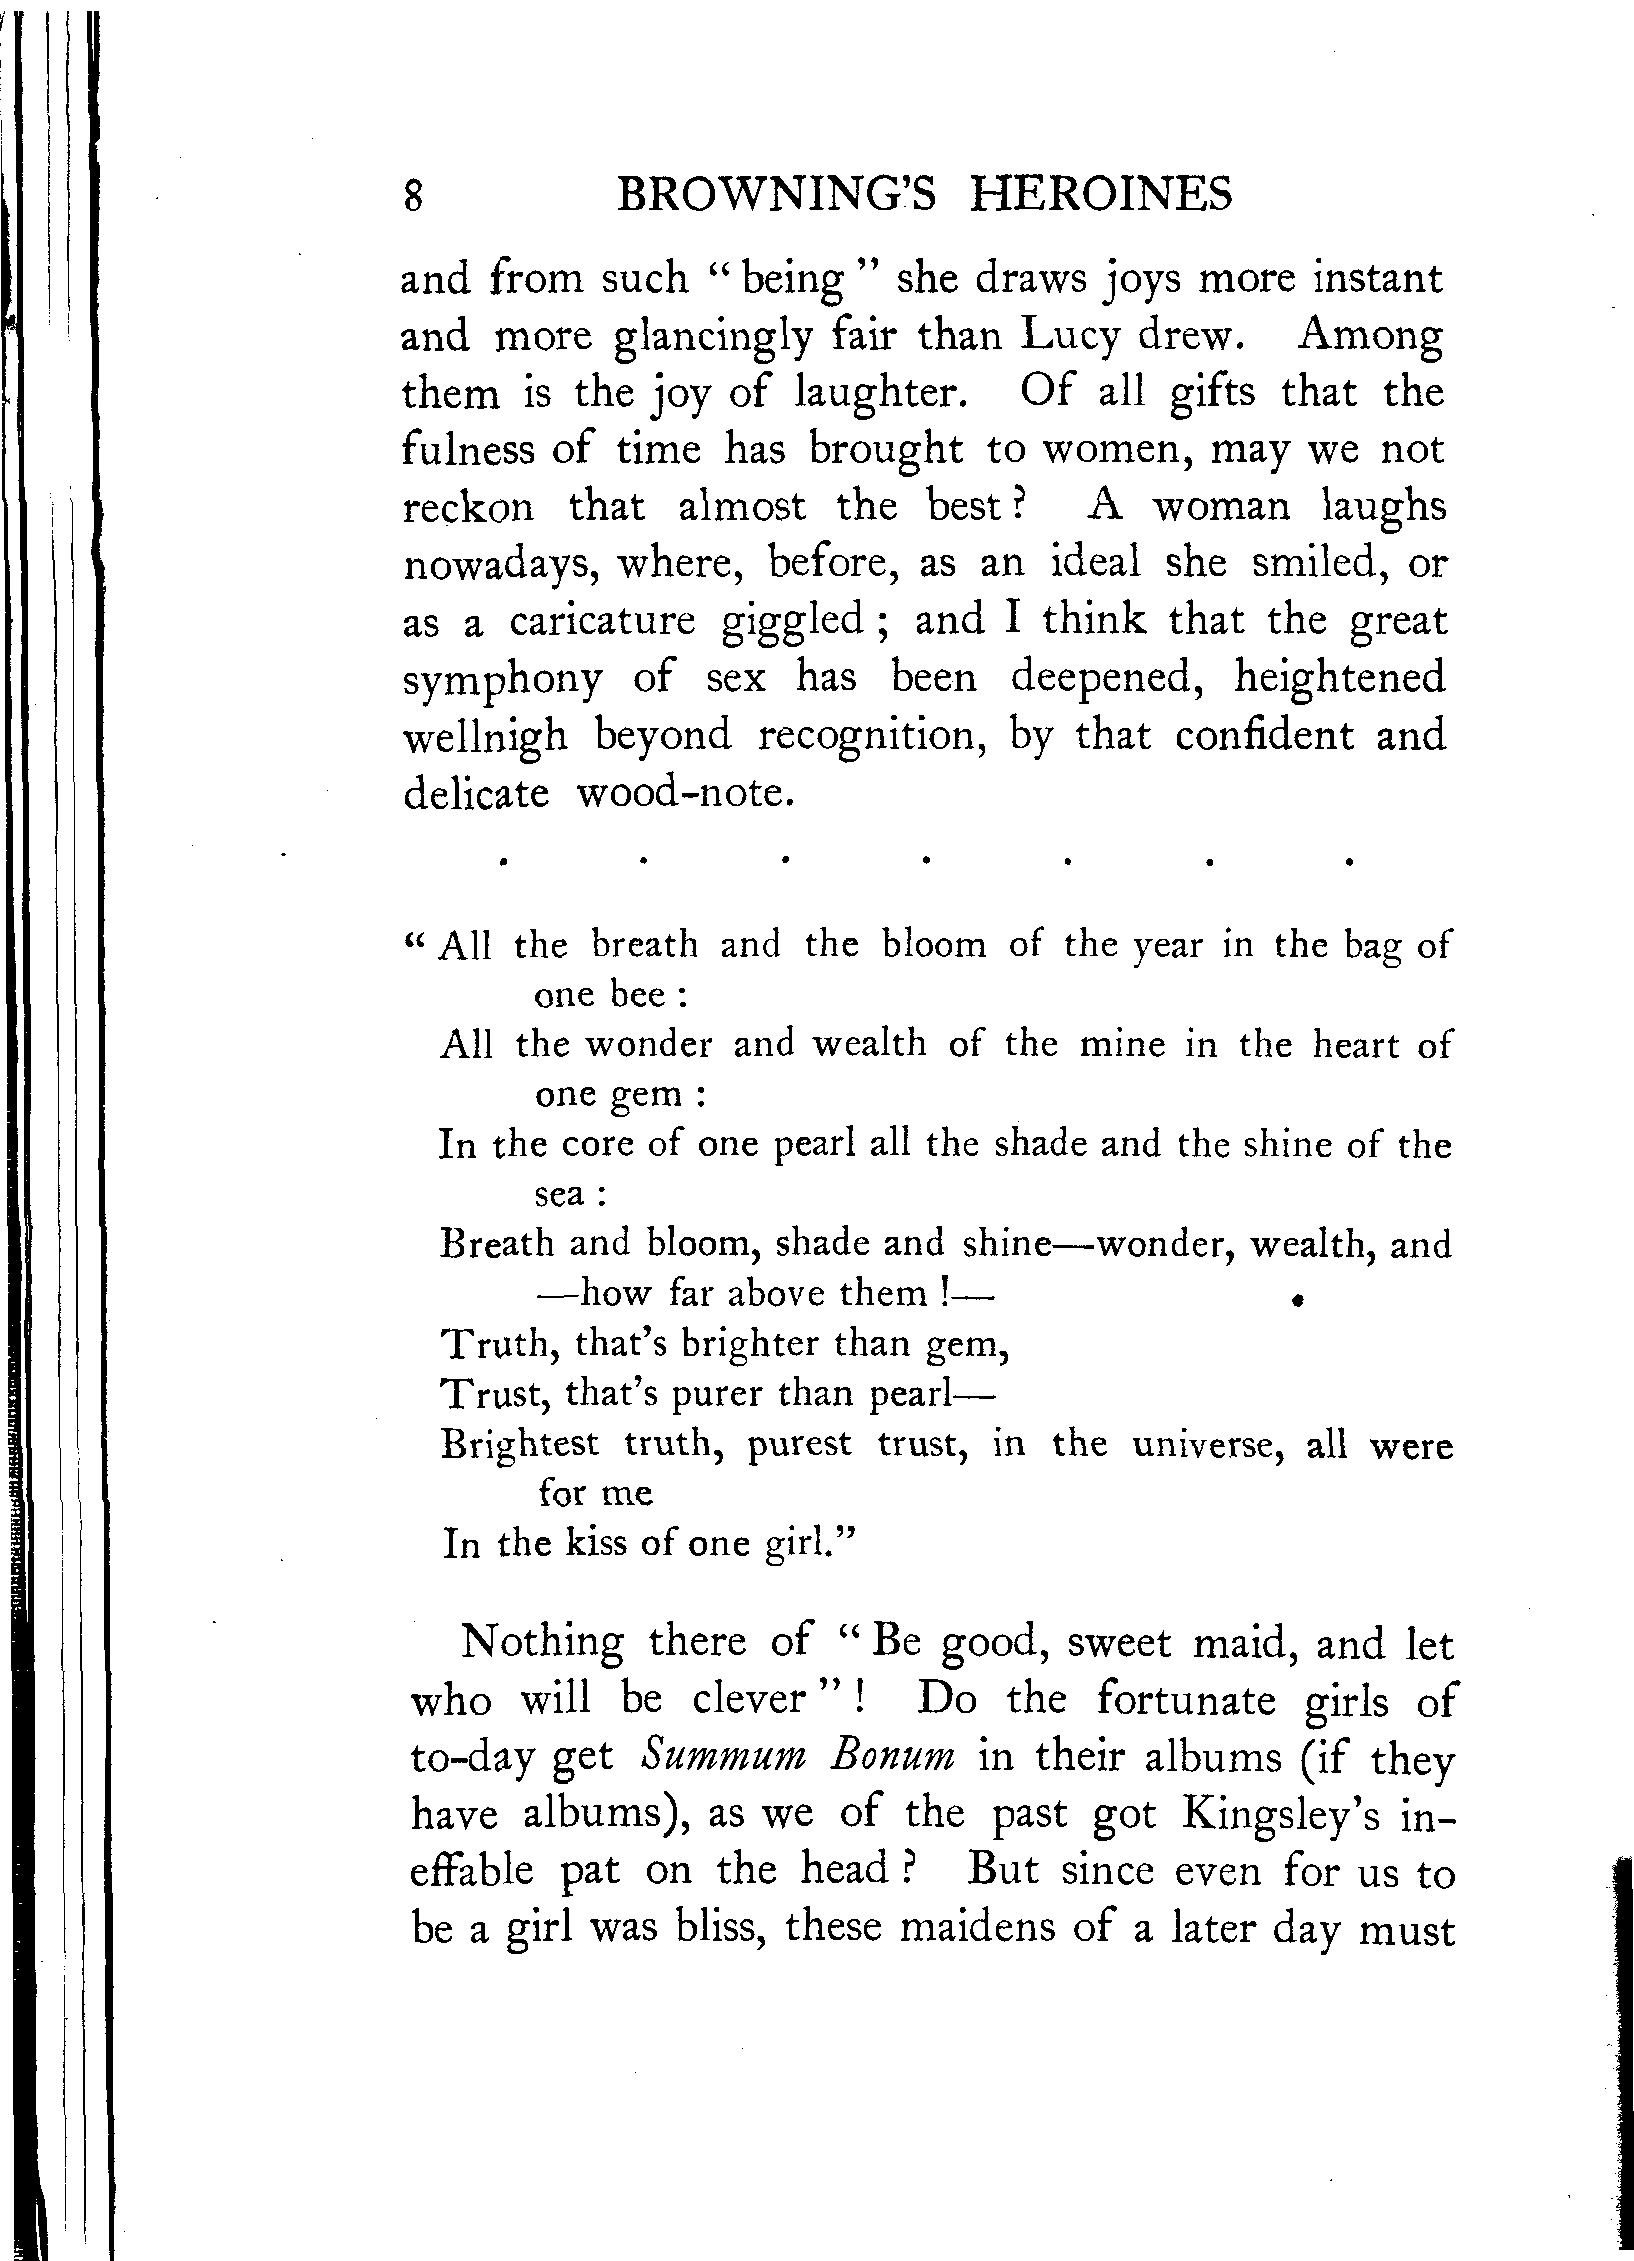 8 BROWNING'S HEROINES
and from such " being " she draws joys more instant
and more glancingly fair than Lucy drew. Among
them is the joy of laughter. Of all gifts that the
fulness of time has brought to women, may we not
reckon that almost the best ? A woman laughs
nowadays, where, before, as an ideal she smiled, or
as a caricature giggled ; and I think that the great
symphony of sex has been deepened, heightened
wellnigh beyond recognition, by that confident and
delicate wood-note.
. . . . . . .
" All the breath and the bloom of the year in the bag of
one bee :
All the wonder and wealth of the mine in the heart of
one gem :
In the core of one pearl all the shade and the shine of the
sea :
Breath and bloom, shade and shine—wonder, wealth, and
—how far above them !—
Truth, that's brighter than gem,
Trust, that's purer than pearl—
Brightest truth, purest trust, in the universe, all were
for me
In the kiss of one girl."
Nothing there of " Be good, sweet maid, and let
who will be clever " ! Do the fortunate girls of
to-day get Summum Bonum in their albums (if they
have albums), as we of the past got Kingsley's in-
effable pat on the head ? But since even for us to
be a girl was bliss, these maidens of a later day must